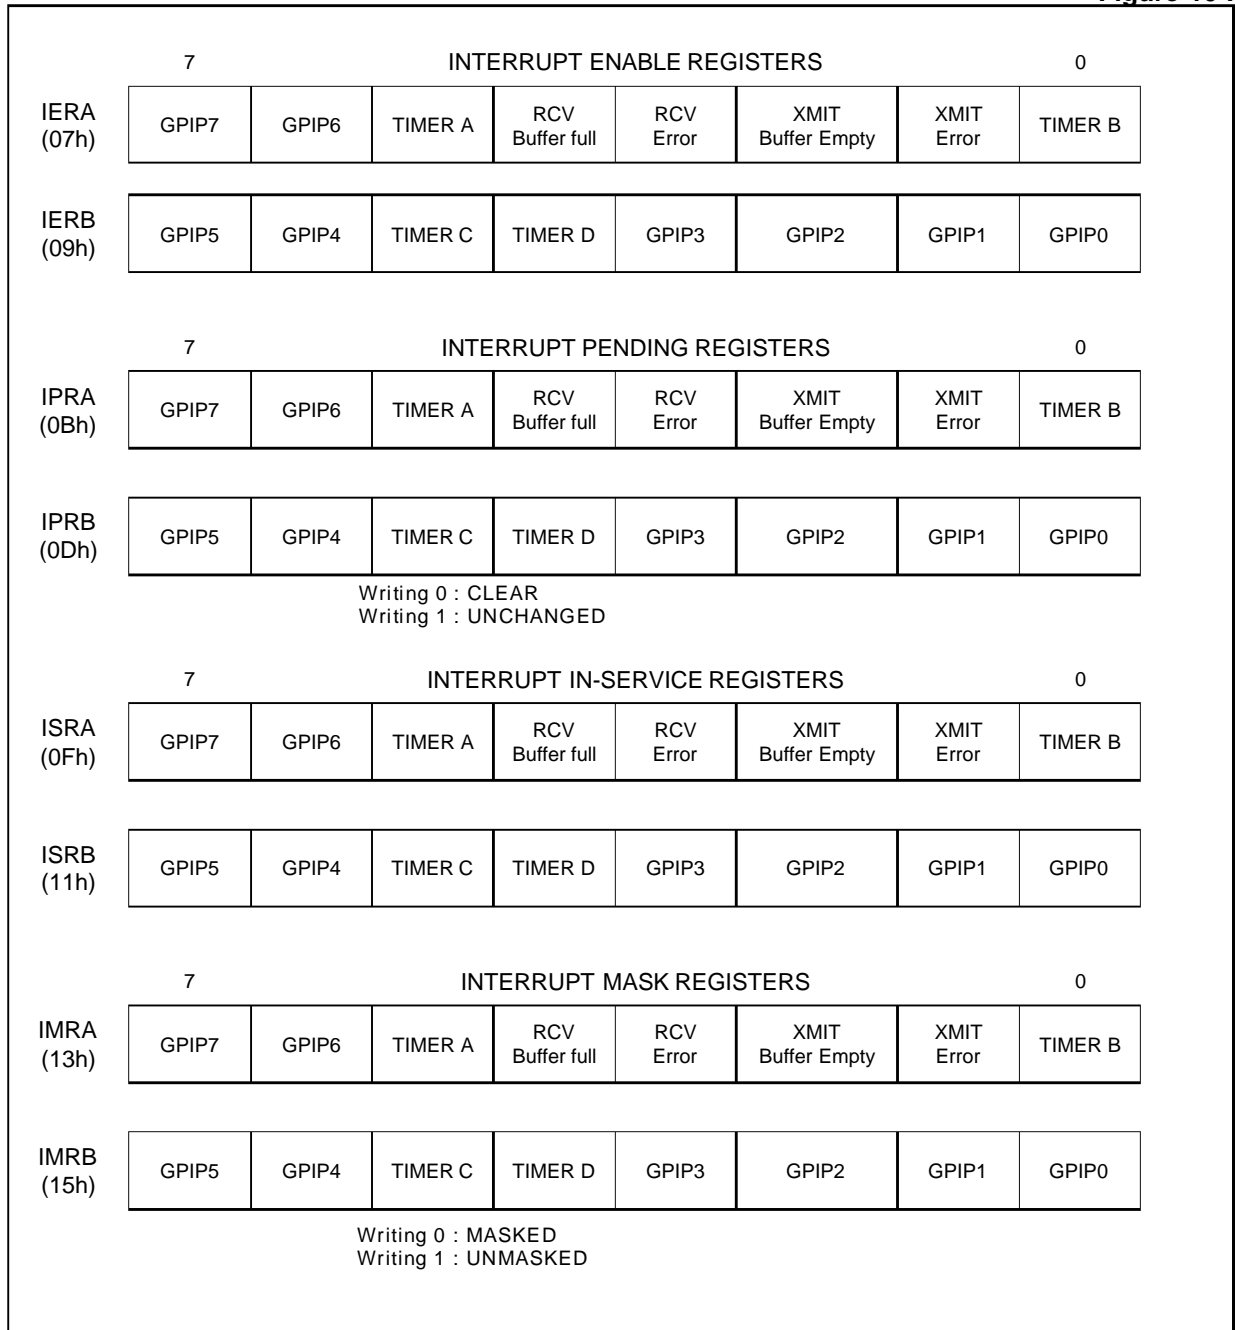 7 INTERRUPT ENABLE REGISTERS 0
IERA
(07h)
GPIP7 GPIP6 TIMER A RCV Buffer full RCV Error XMIT Buffer Empty XMIT Error TIMER B
IERB
(09h)
GPIP5 GPIP4 TIMER C TIMER D GPIP3 GPIP2 GPIP1 GPIP0
7 INTERRUPT PENDING REGISTERS 0
IPRA
(0Bh)
GPIP7 GPIP6 TIMER A RCV Buffer full RCV Error XMIT Buffer Empty XMIT Error TIMER B
IPRB
(0Dh)
GPIP5 GPIP4 TIMER C TIMER D GPIP3 GPIP2 GPIP1 GPIP0
Writing 0 : CLEAR
Writing 1 : UNCHANGED
7 INTERRUPT IN-SERVICE REGISTERS 0
ISRA
(0Fh)
GPIP7 GPIP6 TIMER A RCV Buffer full RCV Error XMIT Buffer Empty XMIT Error TIMER B
ISRB
(11h)
GPIP5 GPIP4 TIMER C TIMER D GPIP3 GPIP2 GPIP1 GPIP0
7 INTERRUPT MASK REGISTERS 0
IMRA
(13h)
GPIP7 GPIP6 TIMER A RCV Buffer full RCV Error XMIT Buffer Empty XMIT Error TIMER B
IMRB
(15h)
GPIP5 GPIP4 TIMER C TIMER D GPIP3 GPIP2 GPIP1 GPIP0
Writing 0 : MASKED
Writing 1 : UNMASKED